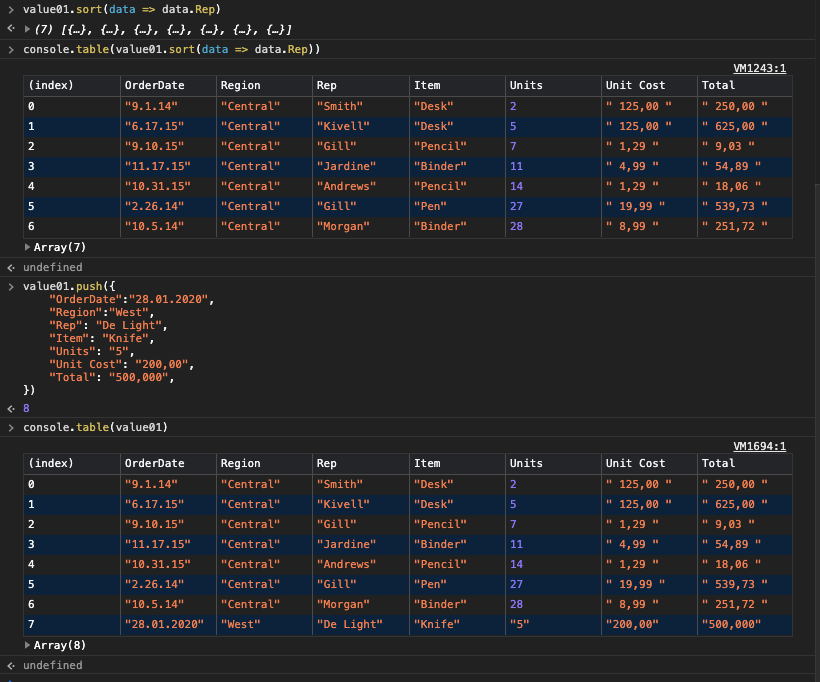 value01.sort(data => data.Rep)
(7) [{…}, {…}, {…}, {…}, {…}, {…}, {…}]
console.table(value01.sort(data => data.Rep))
VM1243:1
(index) OrderDate Region Rep Item Units Unit Cost Total
0 "9.1.14" "Central" "Smith" "Desk" 2 " 125,00 " " 250,00 "
1 "6.17.15" "Central" "Kivell" "Desk" 5 " 125,00 " " 625,00 "
2 "9.10.15" "Central" "Gill" "Pencil" 7 " 1,29 " " 9,03 "
3 "11.17.15" "Central" "Jardine" "Binder" 11 " 4,99 " " 54,89 "
4 "10.31.15" "Central" "Andrews" "Pencil" 14 " 1,29 " " 18,06 "
5 "2.26.14" "Central" "Gill" "Pen" 27 " 19,99 " " 539,73 "
6 "10.5.14" "Central" "Morgan" "Binder" 28 " 8,99 " " 251,72 "
Array(7)
undefined
value01.push({
"OrderDate":"28.01.2020",
"Region":"West",
"Rep": "De Light",
"Item": "Knife",
"Units": "5",
"Unit Cost": "200,00",
"Total": "500,000",
})
8
console.table(value01)
VM1694:1
(index) OrderDate Region Rep Item Units Unit Cost Total
0 "9.1.14" "Central" "Smith" "Desk" 2 " 125,00 " " 250,00 "
1 "6.17.15" "Central" "Kivell" "Desk" 5 " 125,00 " " 625,00 "
2 "9.10.15" "Central" "Gill" "Pencil" 7 " 1,29 " " 9,03 "
3 "11.17.15" "Central" "Jardine" "Binder" 11 " 4,99 " " 54,89 "
4 "10.31.15" "Central" "Andrews" "Pencil" 14 " 1,29 " " 18,06 "
5 "2.26.14" "Central" "Gill" "Pen" 27 " 19,99 " " 539,73 "
6 "10.5.14" "Central" "Morgan" "Binder" 28 " 8,99 " " 251,72 "
7 "28.01.2020" "West" "De Light" "Knife" "5" "200,00" "500,000"
Array(8)
undefined